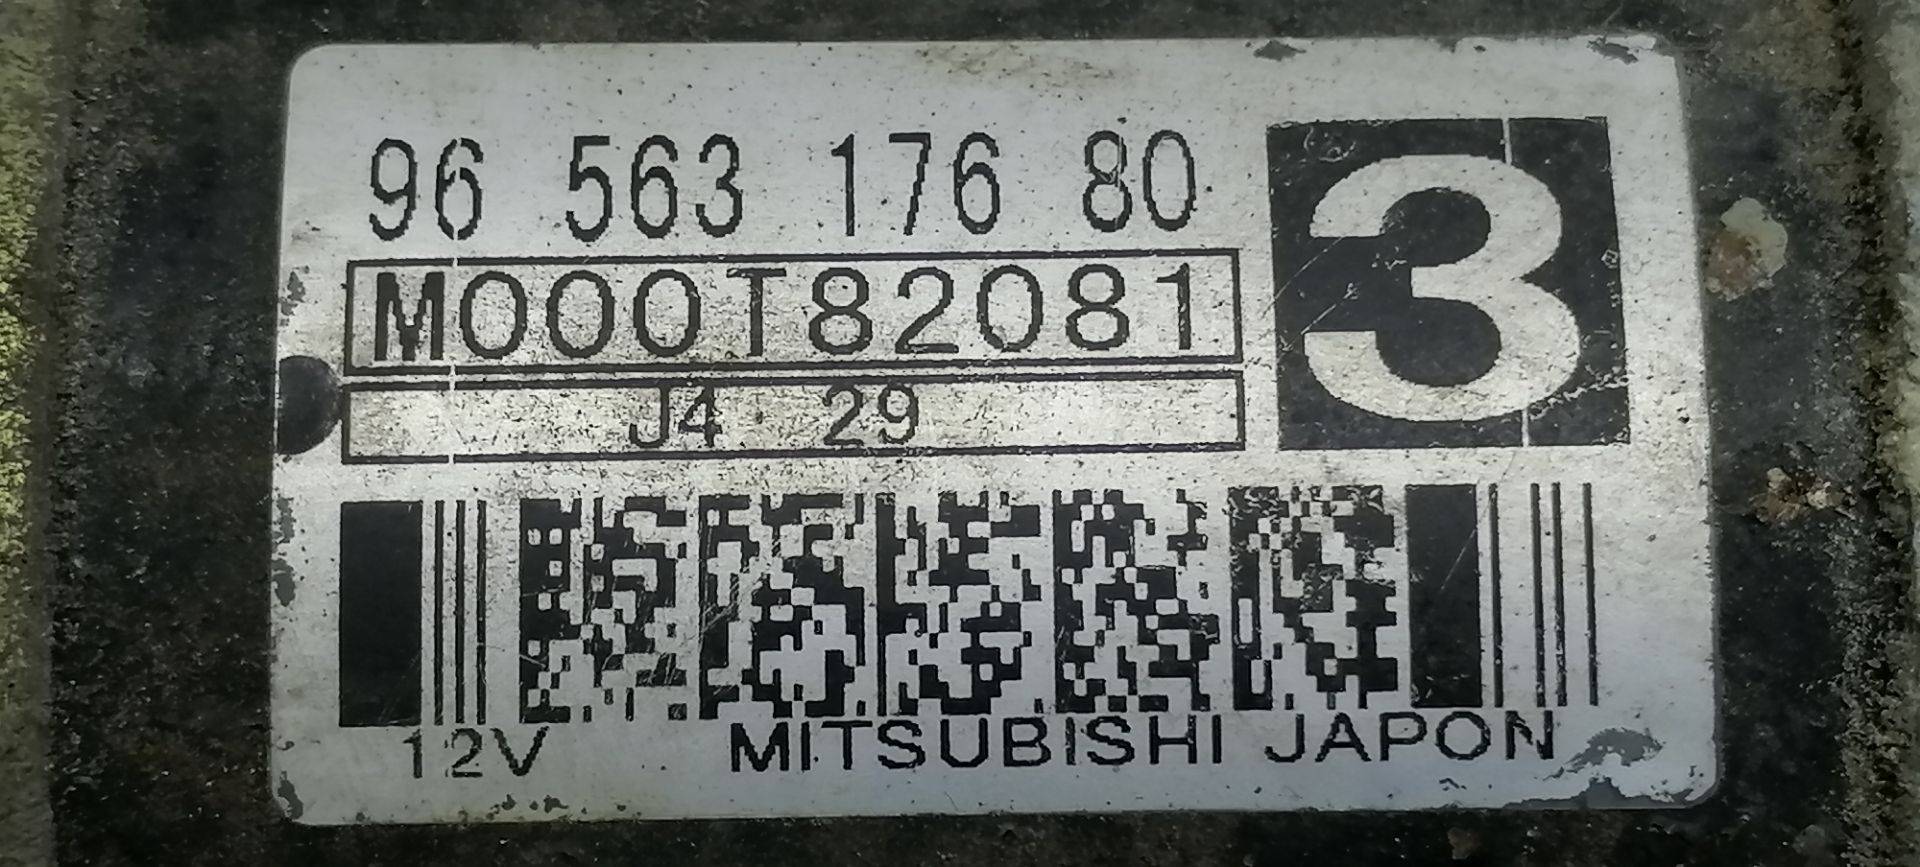 96 563 176 80
3
M000T82081
J4 29
12V MITSUBISHI JAPON